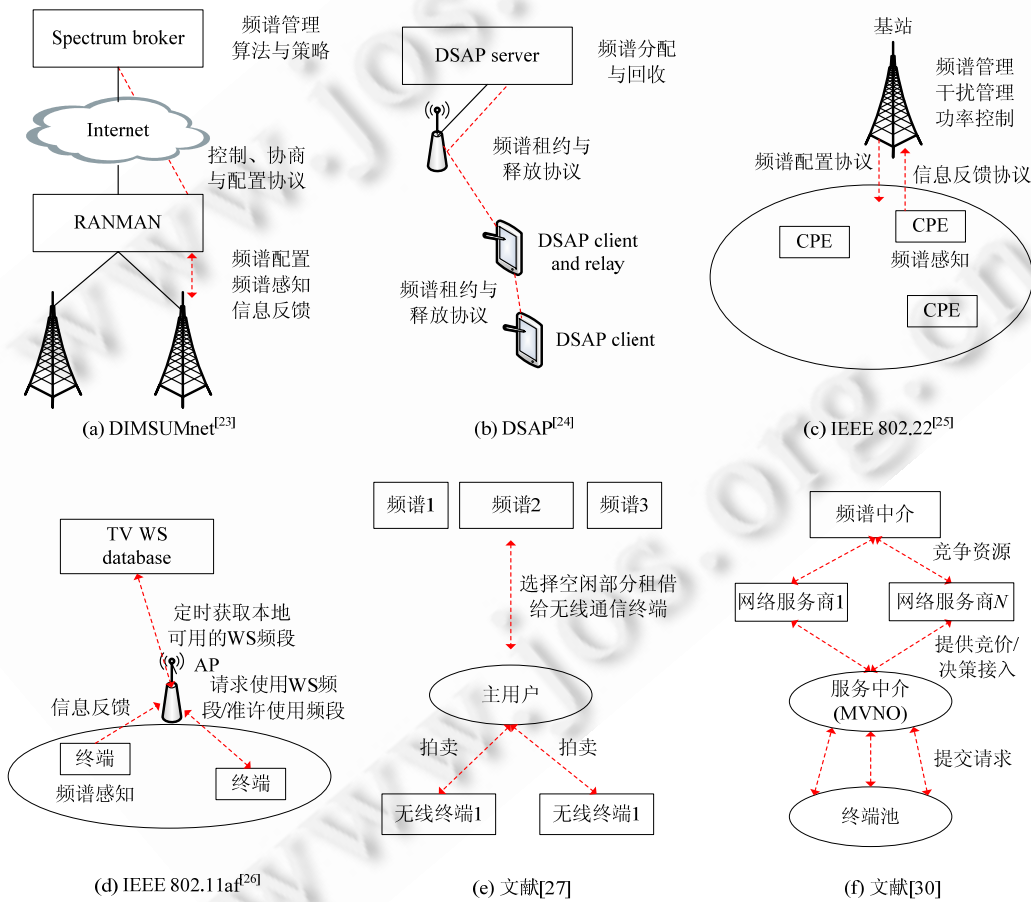 Spectrum broker
频谱管理
算法与策略
Internet
控制、协商
与配置协议
RANMAN
频谱配置
频谱感知
信息反馈
(a) DIMSUMnet[23]
DSAP server
频谱分配
与回收
频谱租约与
释放协议
DSAP client
and relay
频谱租约与
释放协议
DSAP client
(b) DSAP[24]
基站
频谱管理
干扰管理
功率控制
频谱配置协议
信息反馈协议
CPE
CPE
频谱感知
CPE
(c) IEEE 802.22[25]
TV WS
database
定时获取本地
可用的WS频段
AP
信息反馈
请求使用WS频
段/准许使用频段
终端
频谱感知
终端
(d) IEEE 802.11af[26]
频谱1
频谱2
频谱3
选择空闲部分租借
给无线通信终端
主用户
拍卖
拍卖
无线终端1
无线终端1
(e) 文献[27]
频谱中介
竞争资源
网络服务商1
网络服务商N
提供竞价/
决策接入
服务中介
(MVNO)
提交请求
终端池
(f) 文献[30]
www.jos.org.cn